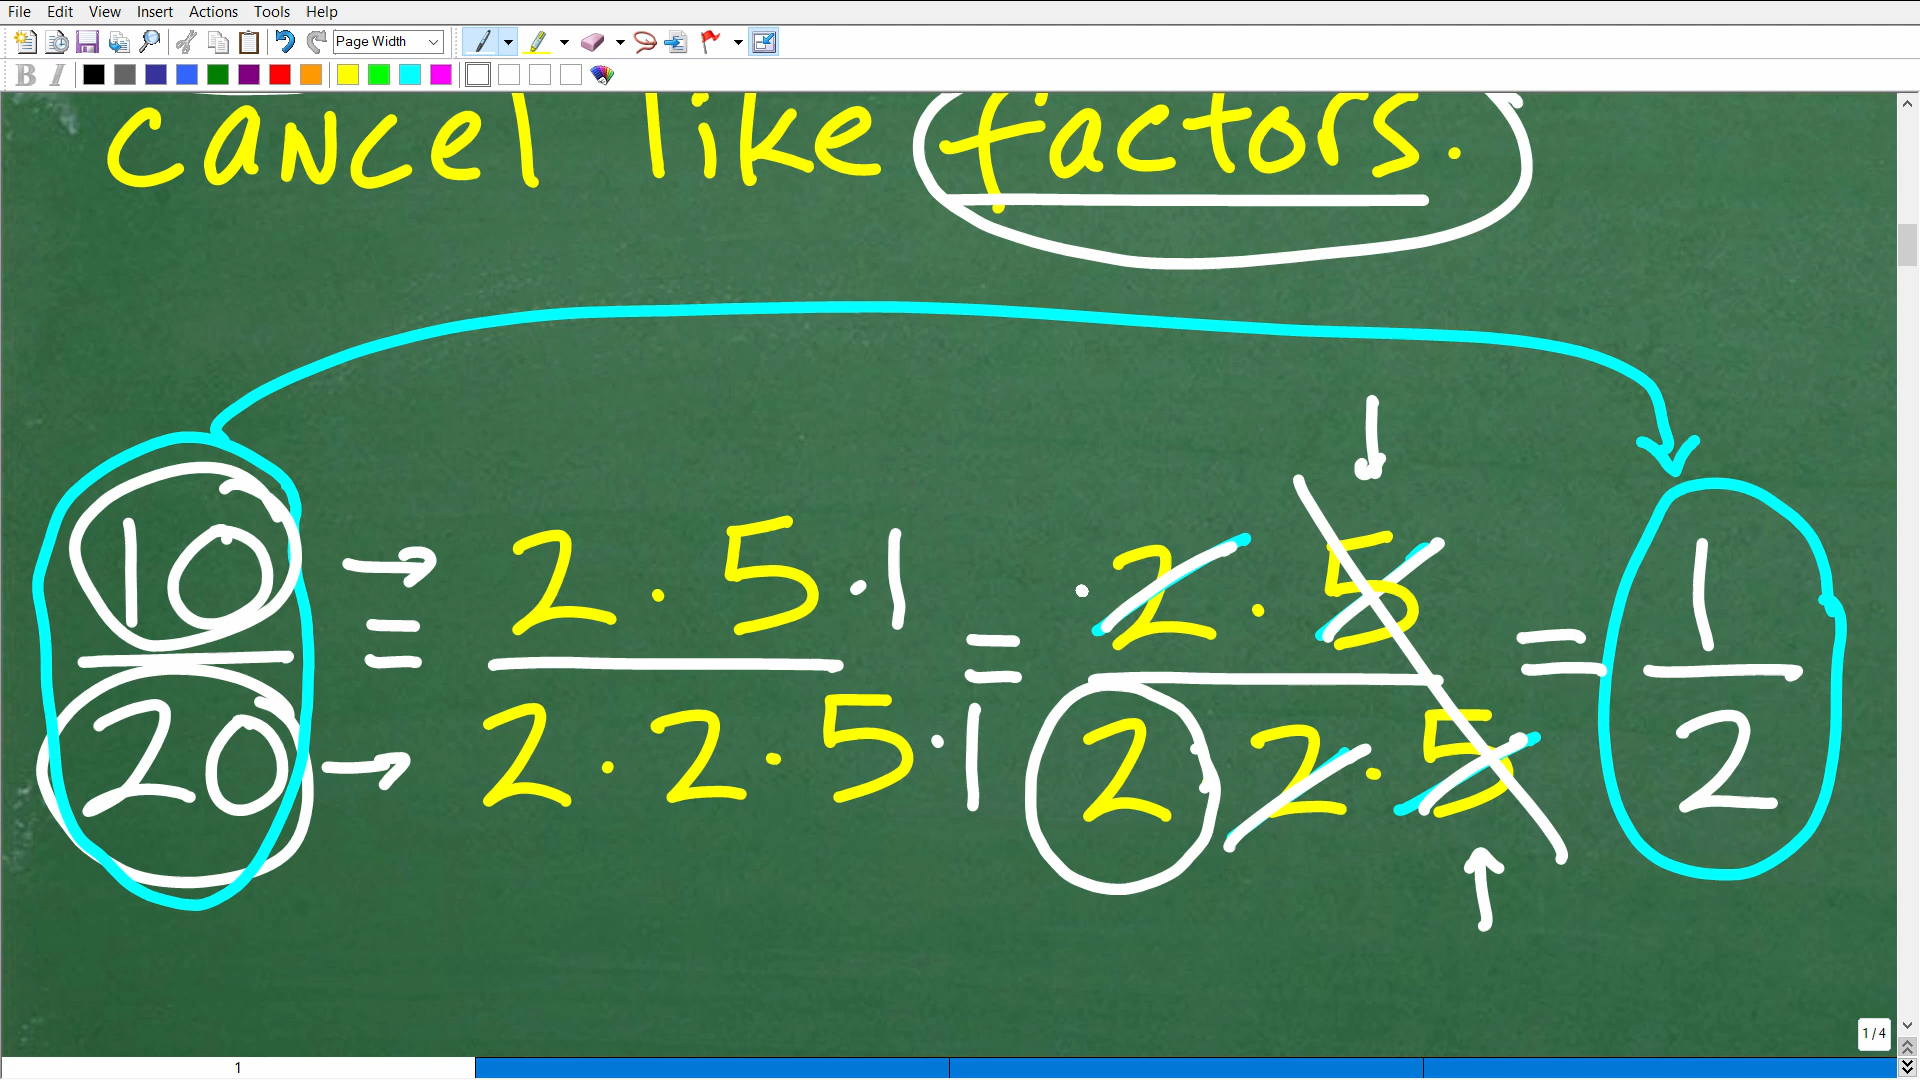 File Edit View Insert Actions Tools Help
Page Width
B I
cancel like factors.
10/20 = 2 · 5 · 1 / 2 · 2 · 5 · 1 = 2 · 5 / 2 2 · 5 = 1/2
1 / 4
1